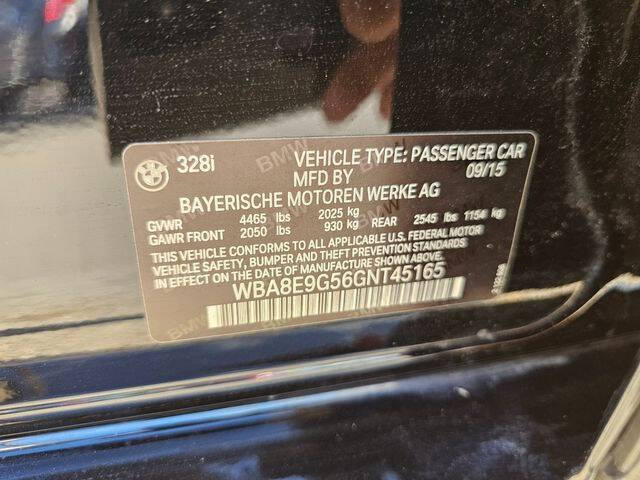 328i VEHICLE TYPE: PASSENGER CAR
MFD BY 09/15
BAYERISCHE MOTOREN WERKE AG
GVWR 4465 lbs 2025 kg
GAWR FRONT 2050 lbs 930 kg REAR 2545 lbs 1154 kg
THIS VEHICLE CONFORMS TO ALL APPLICABLE U.S. FEDERAL MOTOR
VEHICLE SAFETY, BUMPER AND THEFT PREVENTION STANDARDS IN
EFFECT ON THE DATE OF MANUFACTURE SHOWN ABOVE.
WBA8E9G56GNT45165